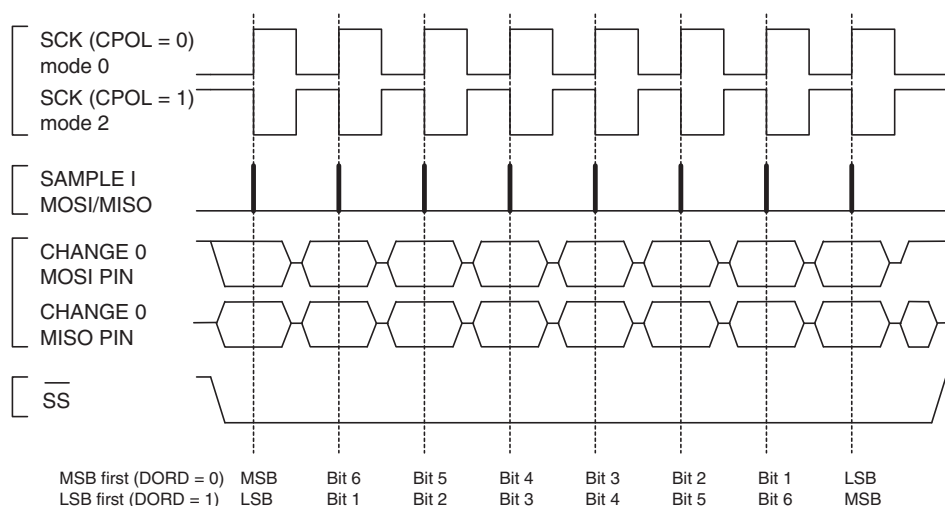 SCK (CPOL = 0)
mode 0
SCK (CPOL = 1)
mode 2
SAMPLE I
MOSI/MISO
CHANGE 0
MOSI PIN
CHANGE 0
MISO PIN
SS
MSB first (DORD = 0) MSB Bit 6 Bit 5 Bit 4 Bit 3 Bit 2 Bit 1 LSB
LSB first (DORD = 1) LSB Bit 1 Bit 2 Bit 3 Bit 4 Bit 5 Bit 6 MSB